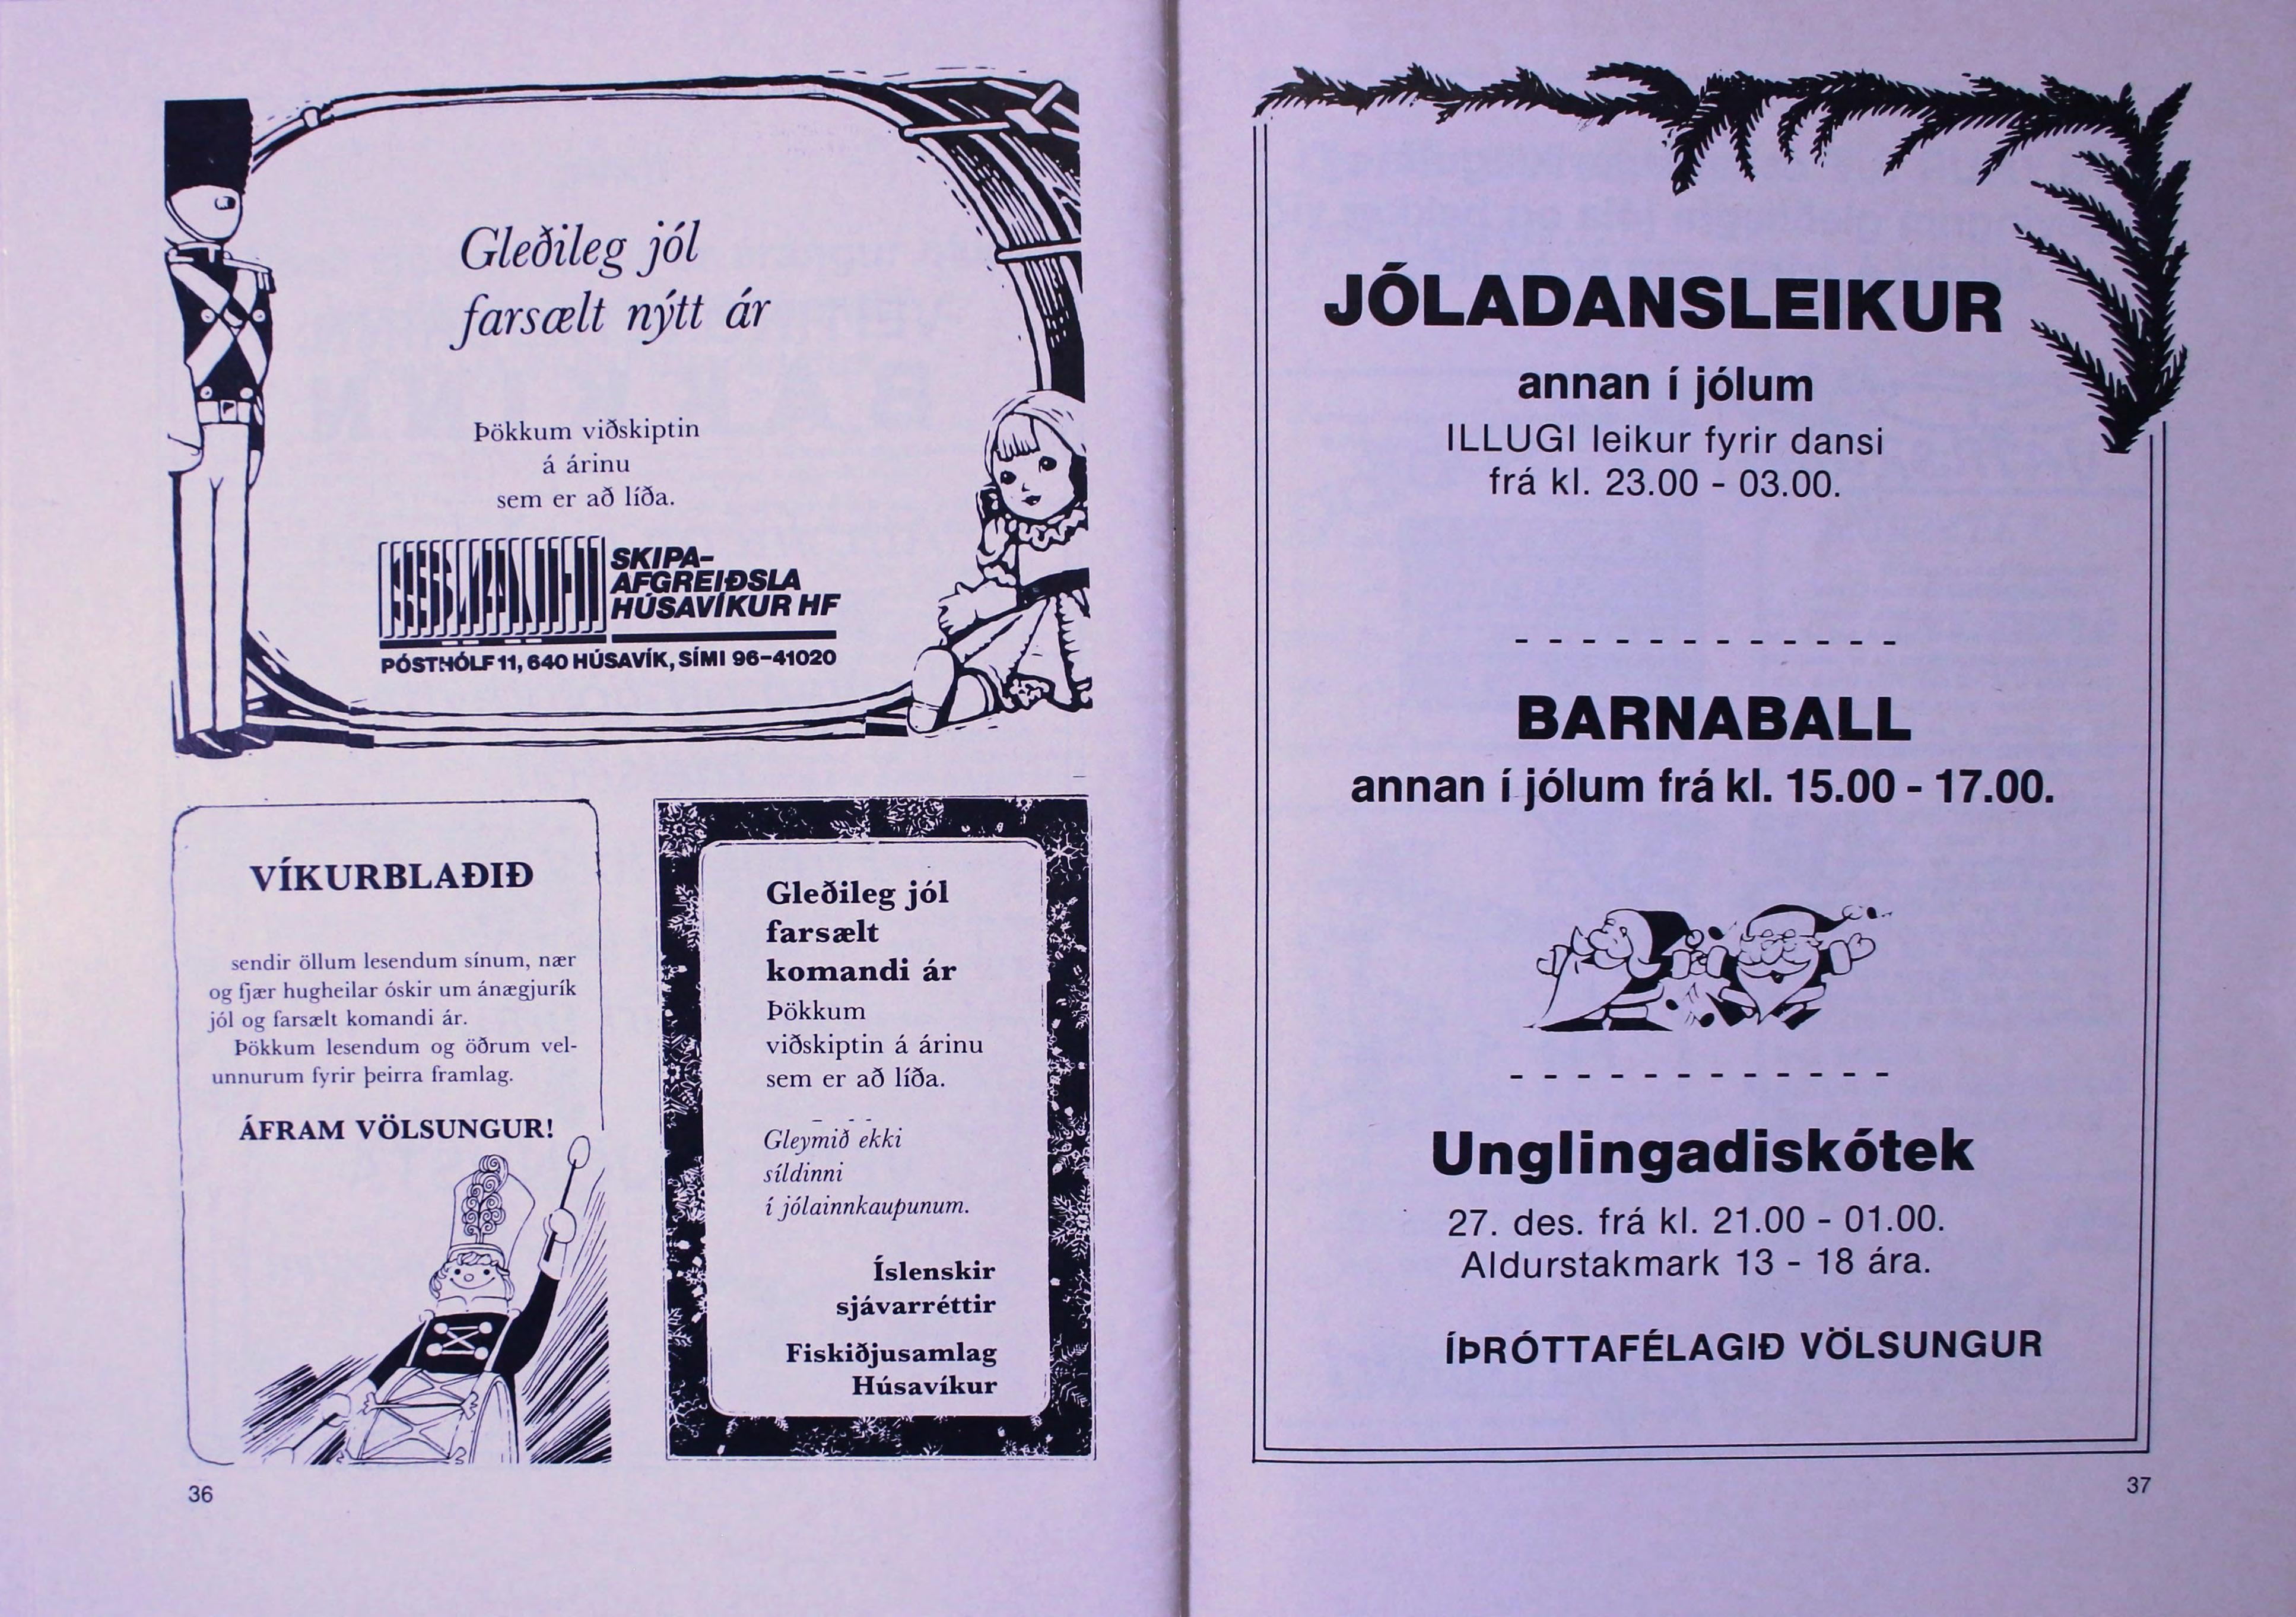 Gleðileg jól
farsælt nýtt ár
Þökkum viðskiptin
á árinu
sem er að líða.
SKIPA-
AFGREIÐSLA
HÚSAVÍKUR HF
PÓSTHÓLF 11, 640 HÚSAVÍK, SÍMI 96-41020
VÍKURBLAÐIÐ
sendir öllum lesendum sínum, nær
og fjær hugheilar óskir um ánægjurík
jól og farsælt komandi ár.
Þökkum lesendum og öðrum vel-
unnurum fyrir þeirra framlag.
ÁFRAM VÖLSUNGUR!
Gleðileg jól
farsælt
komandi ár
Þökkum
viðskiptin á árinu
sem er að líða.
Gleymið ekki
síldinni
í jólainnkaupunum.
Íslenskir
sjávarréttir
Fiskiðjusamlag
Húsavíkur
36
JÓLADANSLEIKUR
annan í jólum
ILLUGI leikur fyrir dansi
frá kl. 23.00 - 03.00.
BARNABALL
annan í jólum frá kl. 15.00 - 17.00.
Unglingadiskótek
27. des. frá kl. 21.00 - 01.00.
Aldurstakmark 13 - 18 ára.
ÍÞRÓTTAFÉLAGIÐ VÖLSUNGUR
37